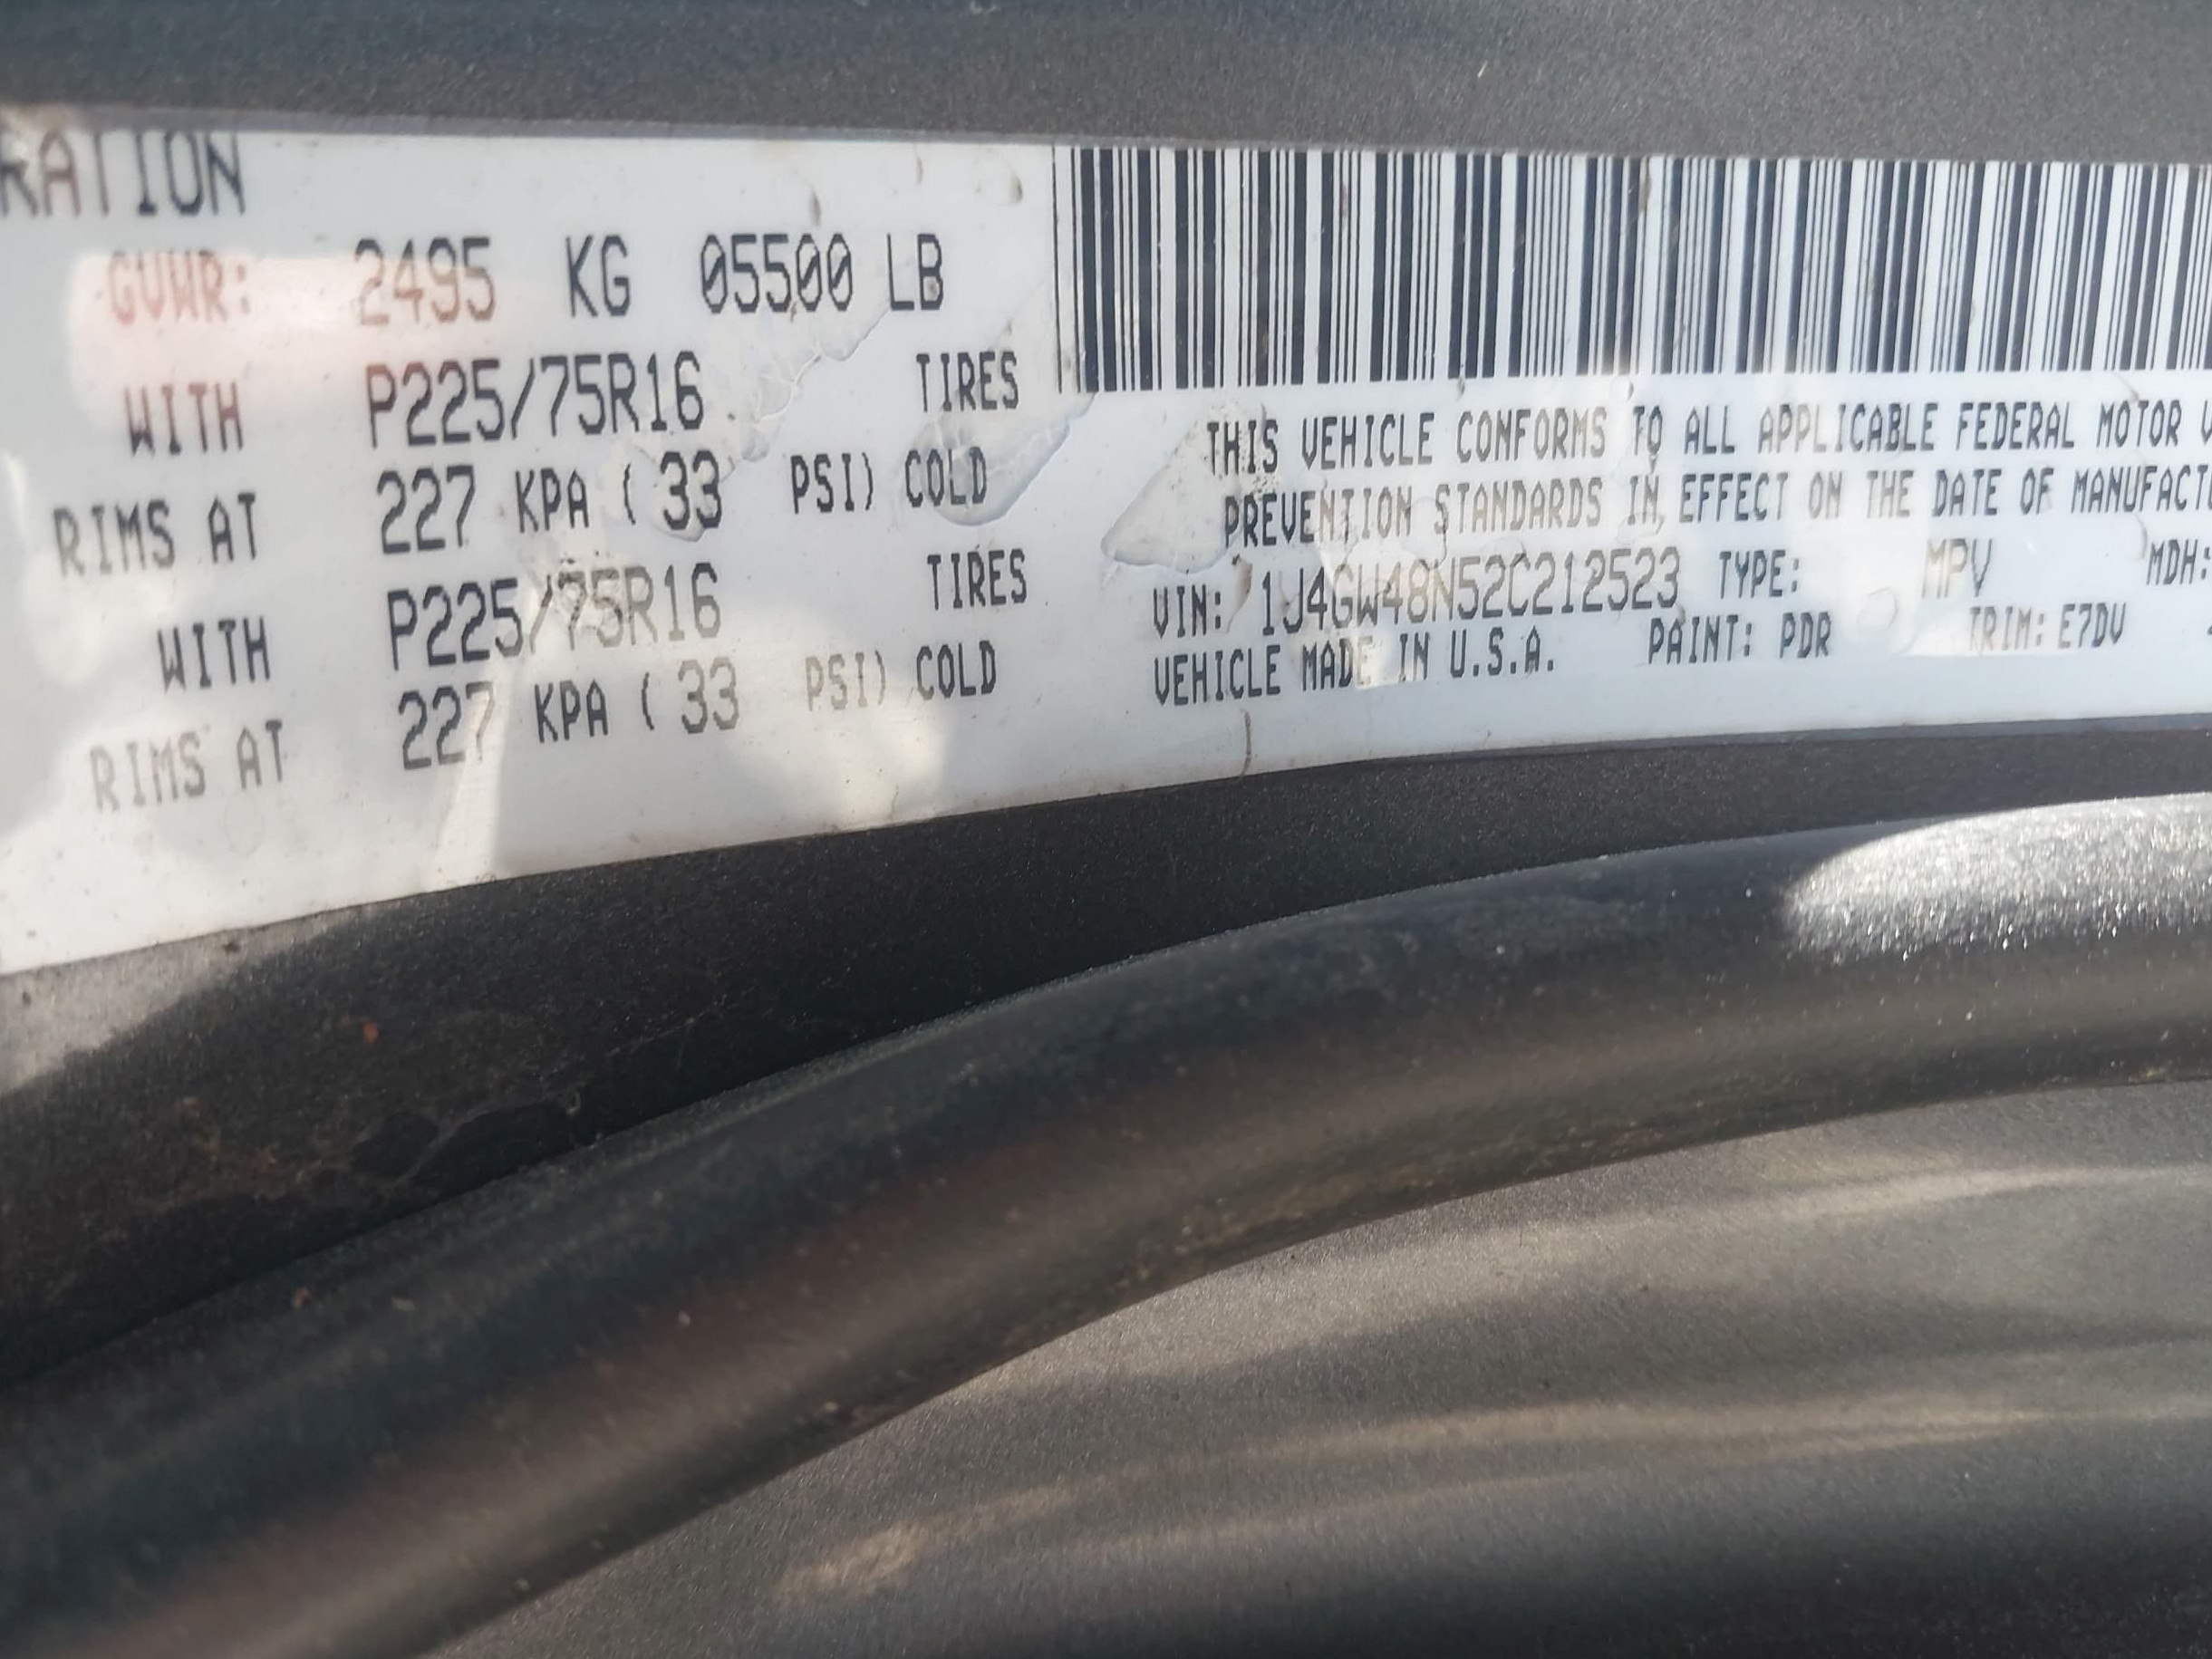 RATION
GVWR: 2495 KG 05500 LB
WITH P225/75R16 TIRES
RIMS AT 227 KPA ( 33 PSI) COLD
WITH P225/75R16 TIRES
RIMS AT 227 KPA ( 33 PSI) COLD
THIS VEHICLE CONFORMS TO ALL APPLICABLE FEDERAL MOTOR V
PREVENTION STANDARDS IN EFFECT ON THE DATE OF MANUFACT
VIN: 1J4GW48N52C212523 TYPE: MPV MDH:
VEHICLE MADE IN U.S.A. PAINT: PDR TRIM: E7DV